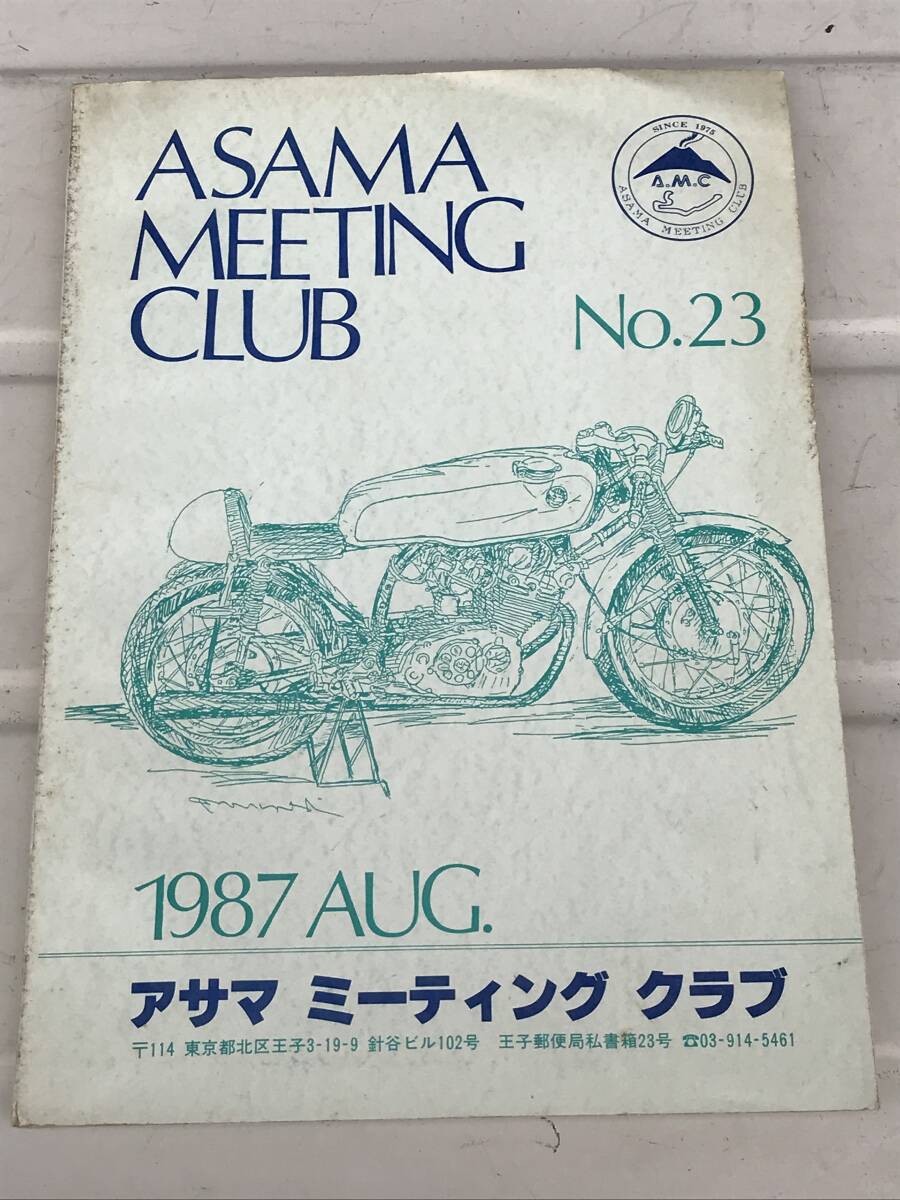 ASAMA
MEETING
CLUB
SINCE 1975
A.M.C
ASAMA MEETING CLUB
No.23
1987 AUG.
アサマ ミーティング クラブ
〒114 東京都北区王子3-19-9 針谷ビル102号 王子郵便局私書箱23号 ☎03-914-5461